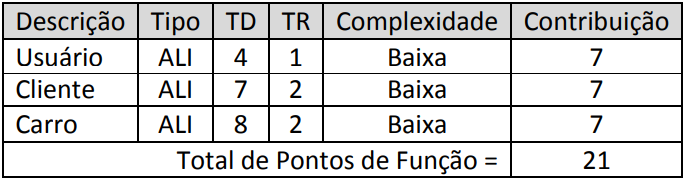 Descrição Tipo TD TR Complexidade Contribuição
Usuário ALI 4 1 Baixa 7
Cliente ALI 7 2 Baixa 7
Carro ALI 8 2 Baixa 7
Total de Pontos de Função = 21